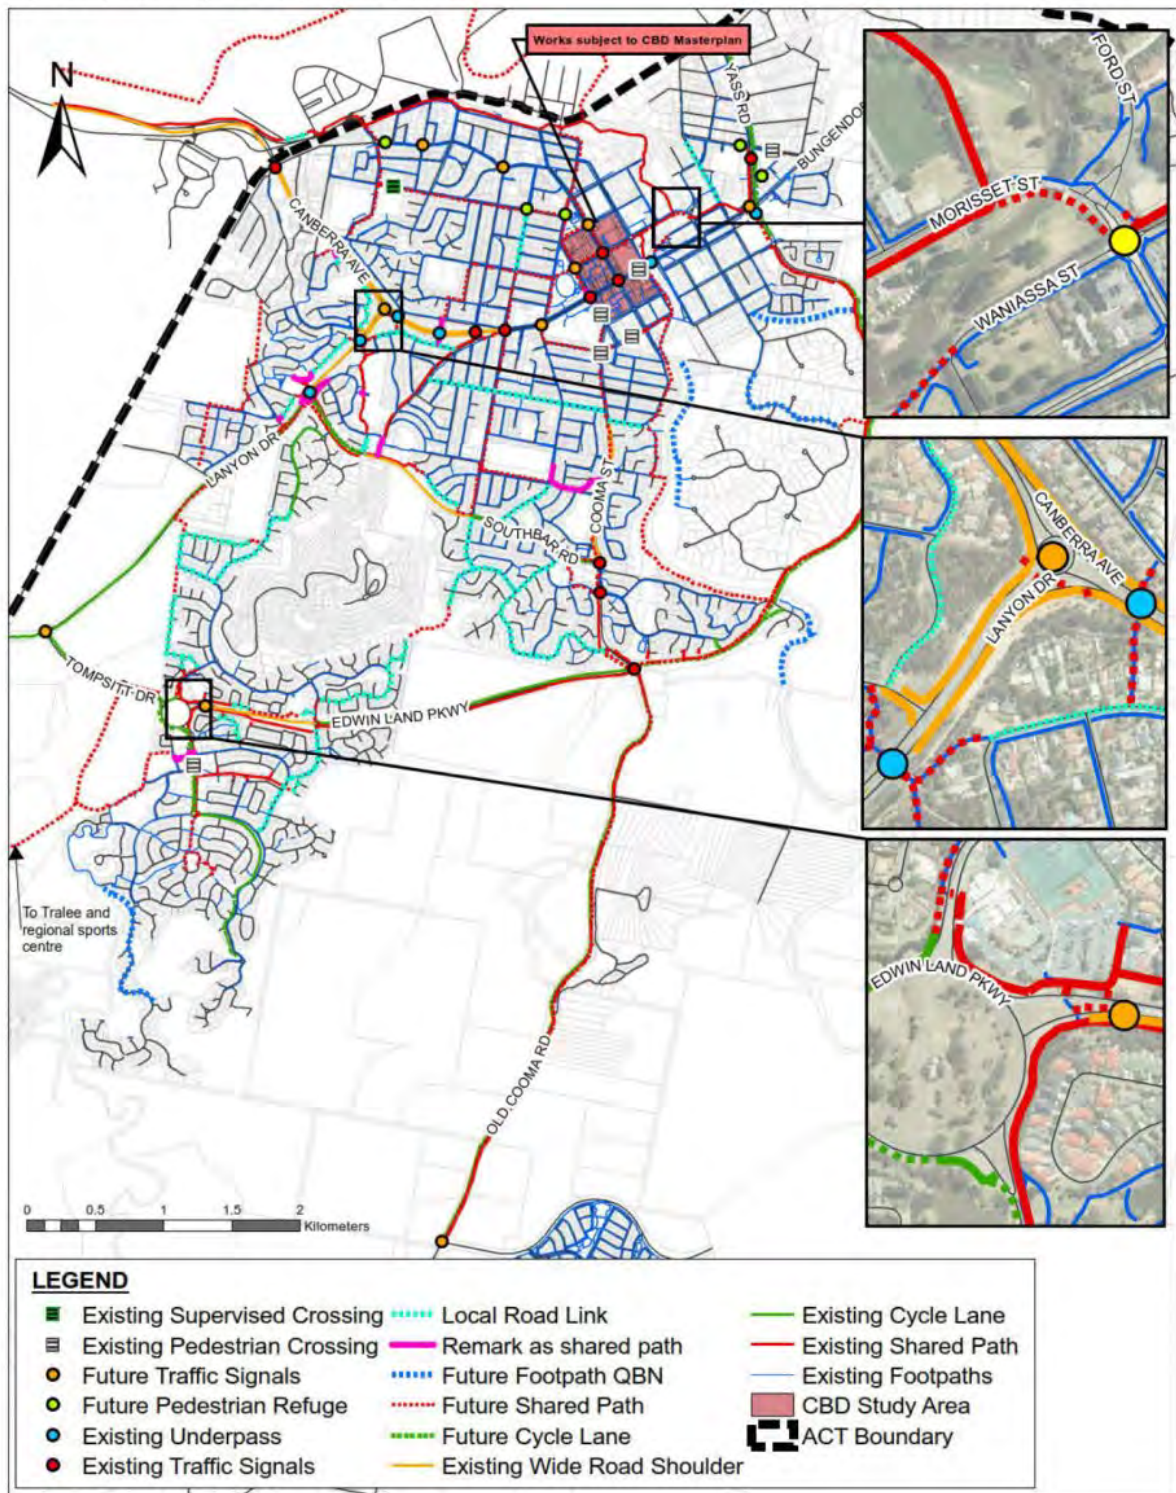 Works subject to CBD Masterplan
N
YASS RD
BUNGENDO
CANBERRA AVE
LANYON DR
COOMA ST
SOUTHBAR RD
TOMPSITT DR
EDWIN LAND PKWY
To Tralee and
regional sports
centre
OLD COOMA RD
FORD ST
MORISSET ST
WANIASSA ST
CANBERRA AVE
LANYON DR
EDWIN LAND PKWY
0 0.5 1 1.5 2
Kilometers
LEGEND
Existing Supervised Crossing
Existing Pedestrian Crossing
Future Traffic Signals
Future Pedestrian Refuge
Existing Underpass
Existing Traffic Signals
Local Road Link
Remark as shared path
Future Footpath QBN
Future Shared Path
Future Cycle Lane
Existing Wide Road Shoulder
Existing Cycle Lane
Existing Shared Path
Existing Footpaths
CBD Study Area
ACT Boundary